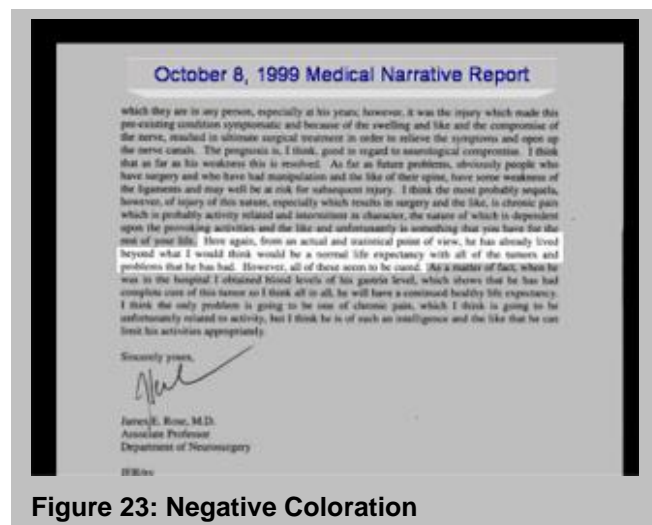 October 8, 1999 Medical Narrative Report
which they are in any person, especially at his years; however, it was the injury which made this
pre-existing condition symptomatic and because of the swelling and like and the compromise of
the nerve, resulted in ultimate surgical treatment in order to relieve the symptoms and open up
the nerve canals. The prognosis is, I think, good in regard to neurological compromise. I think
that as far as his weakness this is resolved. As far as future problems, obviously people who
have surgery and who have had manipulation and the like of their spine, have some weakness of
the ligaments and may well be at risk for subsequent injury. I think the most probably sequela,
however, of injury of this nature, especially which results in surgery and the like, is chronic pain
which is probably activity related and intermittent in character, the nature of which is dependent
upon the provoking activities and the like and unfortunately is something that you have for the
rest of your life. Here again, from an actual and statistical point of view, he has already lived
beyond what I would think would be a normal life expectancy with all of the tumors and
problems that he has had. However, all of these seem to be cured. As a matter of fact, when he
was in the hospital I obtained blood levels of his gastrin level, which shows that he has had
complete cure of this tumor so I think all in all, he will have a continued healthy life expectancy.
I think the only problem is going to be one of chronic pain, which I think is going to be
unfortunately related to activity, but I think he is of such an intelligence and the like that he can
limit his activities appropriately.
Sincerely yours,
James E. Rose, M.D.
Associate Professor
Department of Neurosurgery
Figure 23: Negative Coloration